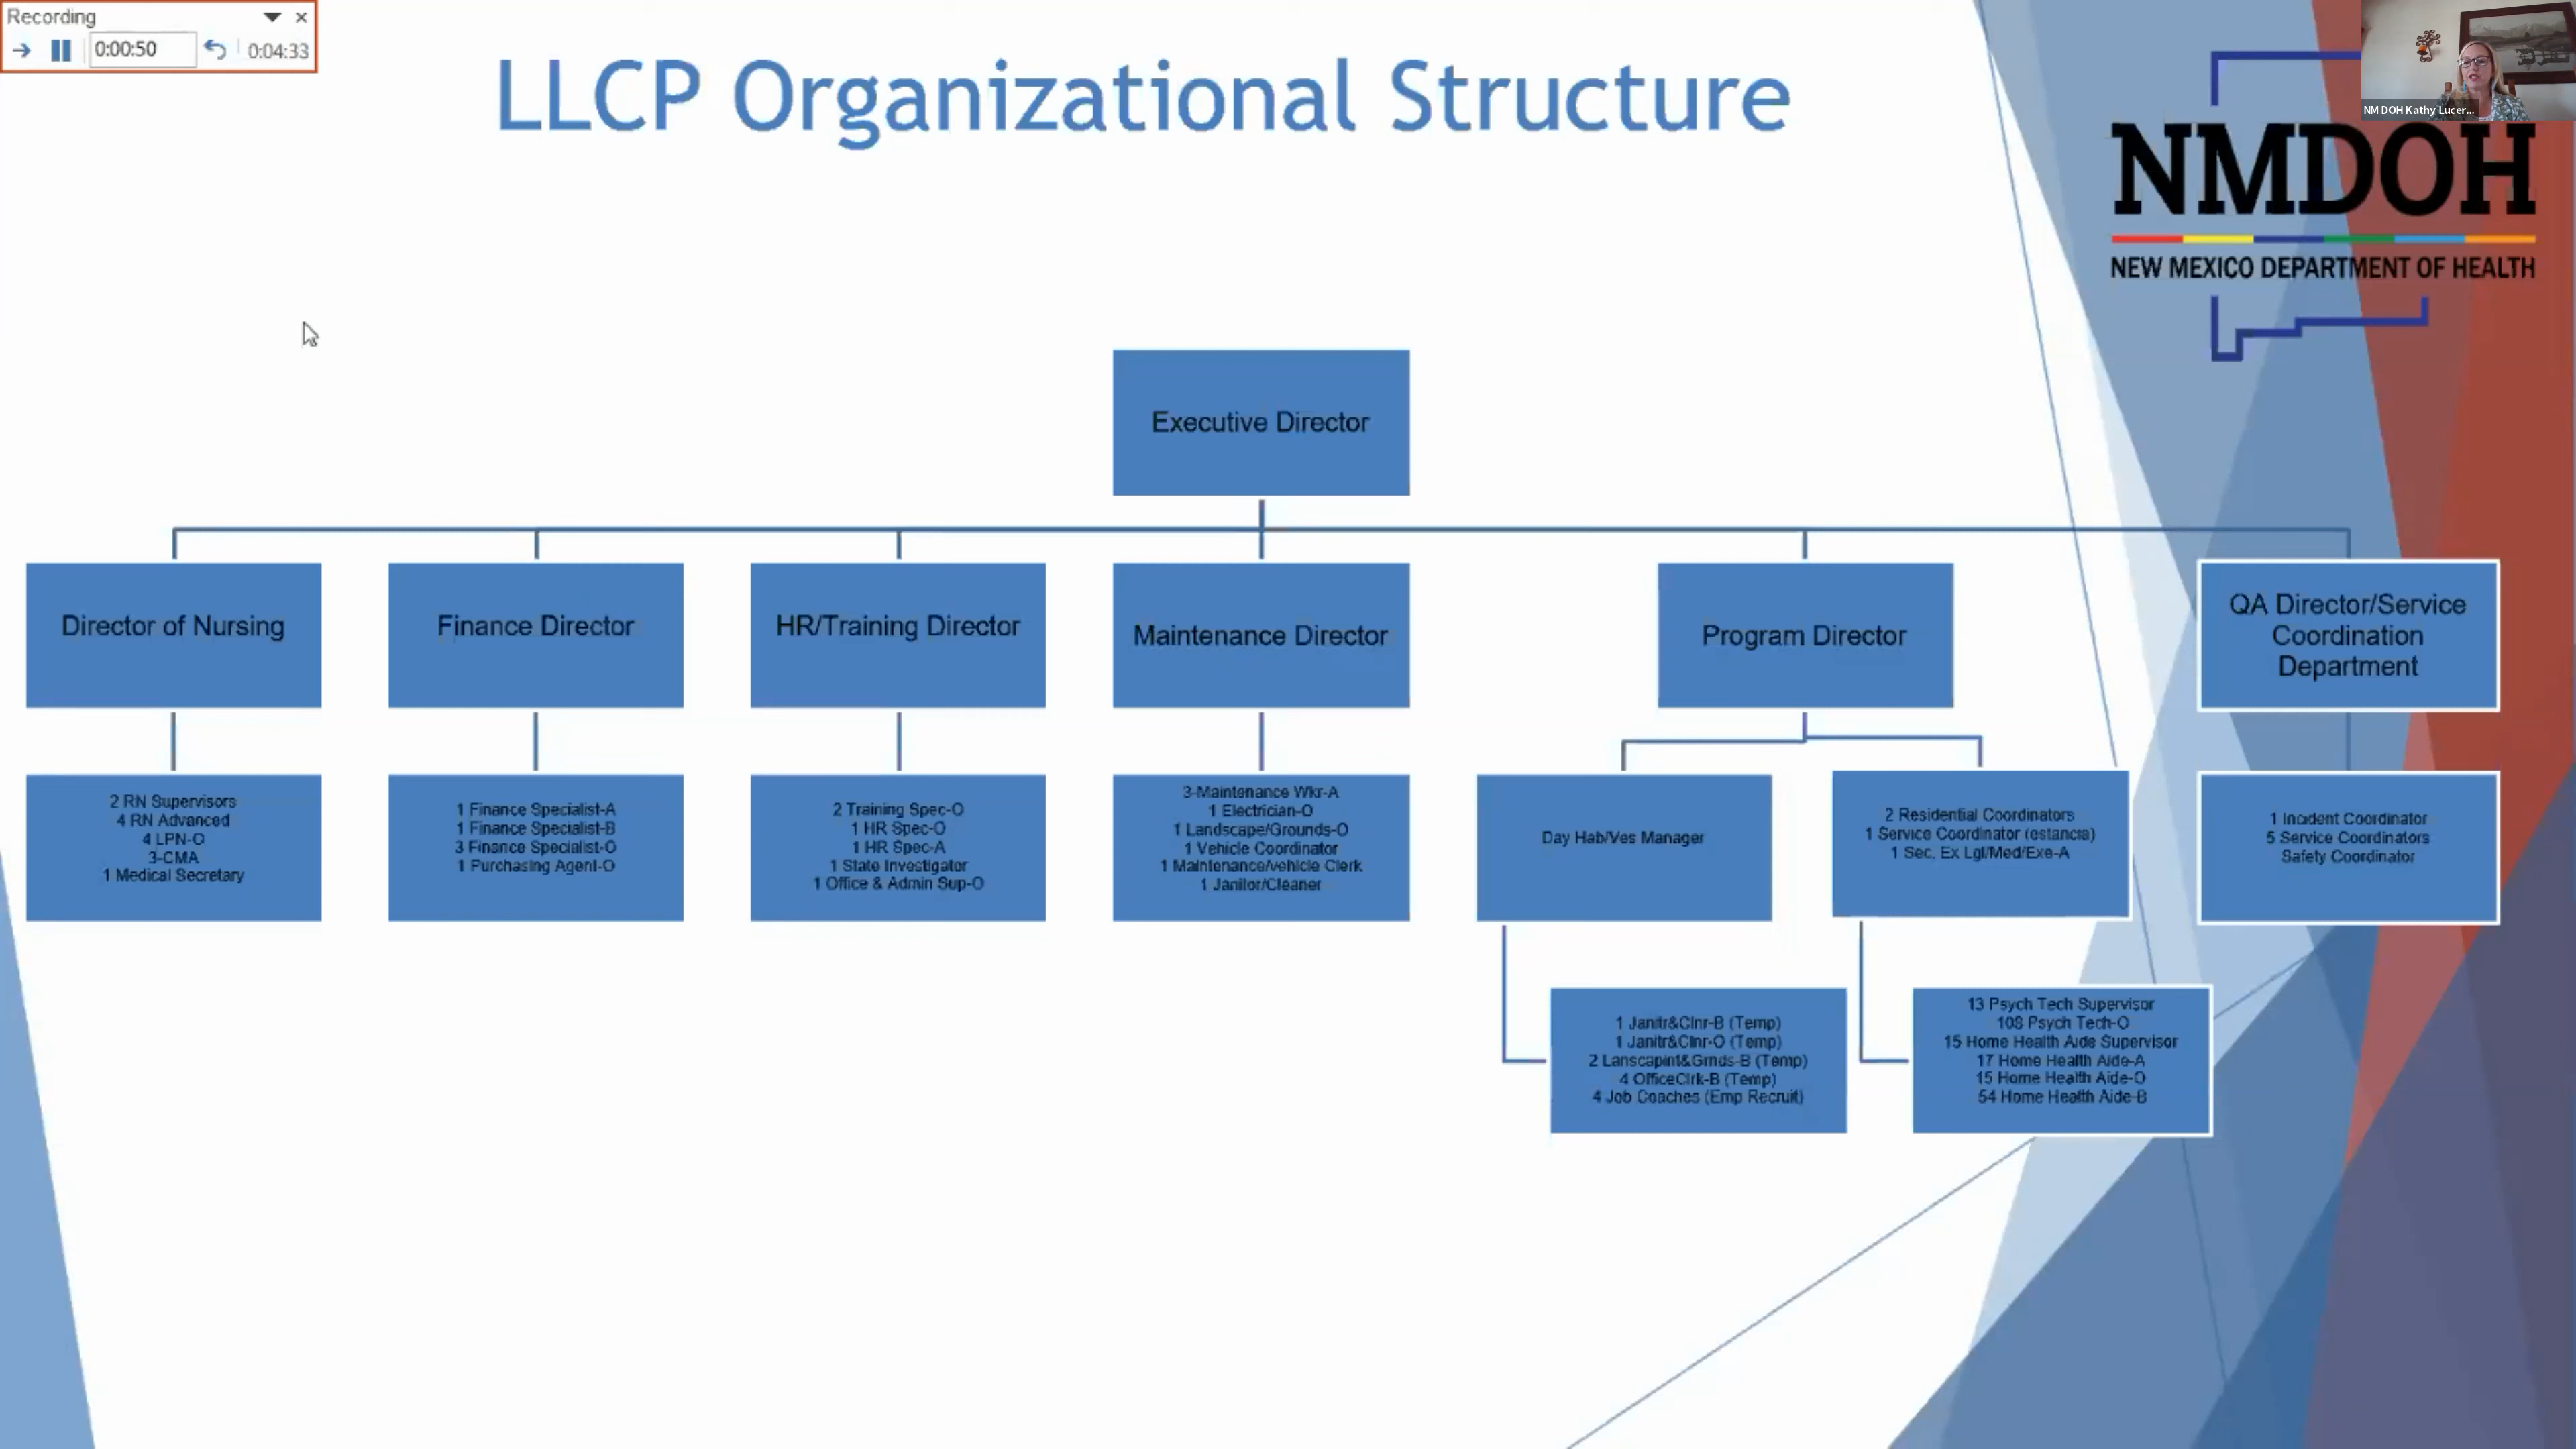 Recording
0:00:50
0:04:33
LLCP Organizational Structure
NM DOH Kathy Lucer...
NMDOH
NEW MEXICO DEPARTMENT OF HEALTH
Executive Director
Director of Nursing
Finance Director
HR/Training Director
Maintenance Director
Program Director
QA Director/Service
Coordination
Department
2 RN Supervisors
4 RN Advanced
4 LPN-O
3-CMA
1 Medical Secretary
1 Finance Specialist-A
1 Finance Specialist-B
3 Finance Specialist-O
1 Purchasing Agent-O
2 Training Spec-O
1 HR Spec-O
1 HR Spec-A
1 State Investigator
1 Office & Admin Sup-O
3-Maintenance Wkr-A
1 Electrician-O
1 Landscape/Grounds-O
1 Vehicle Coordinator
1 Maintenance/vehicle Clerk
1 Janitor/Cleaner
Day Hab/Ves Manager
2 Residential Coordinators
1 Service Coordinator (estancia)
1 Sec, Ex Lgl/Med/Exe-A
1 Incident Coordinator
5 Service Coordinators
Safety Coordinator
1 Janitr&Clnr-B (Temp)
1 Janitr&Clnr-O (Temp)
2 Lanscapint&Grnds-B (Temp)
4 OfficeClrk-B (Temp)
4 Job Coaches (Emp Recruit)
13 Psych Tech Supervisor
108 Psych Tech-O
15 Home Health Aide Supervisor
17 Home Health Aide-A
15 Home Health Aide-O
54 Home Health Aide-B